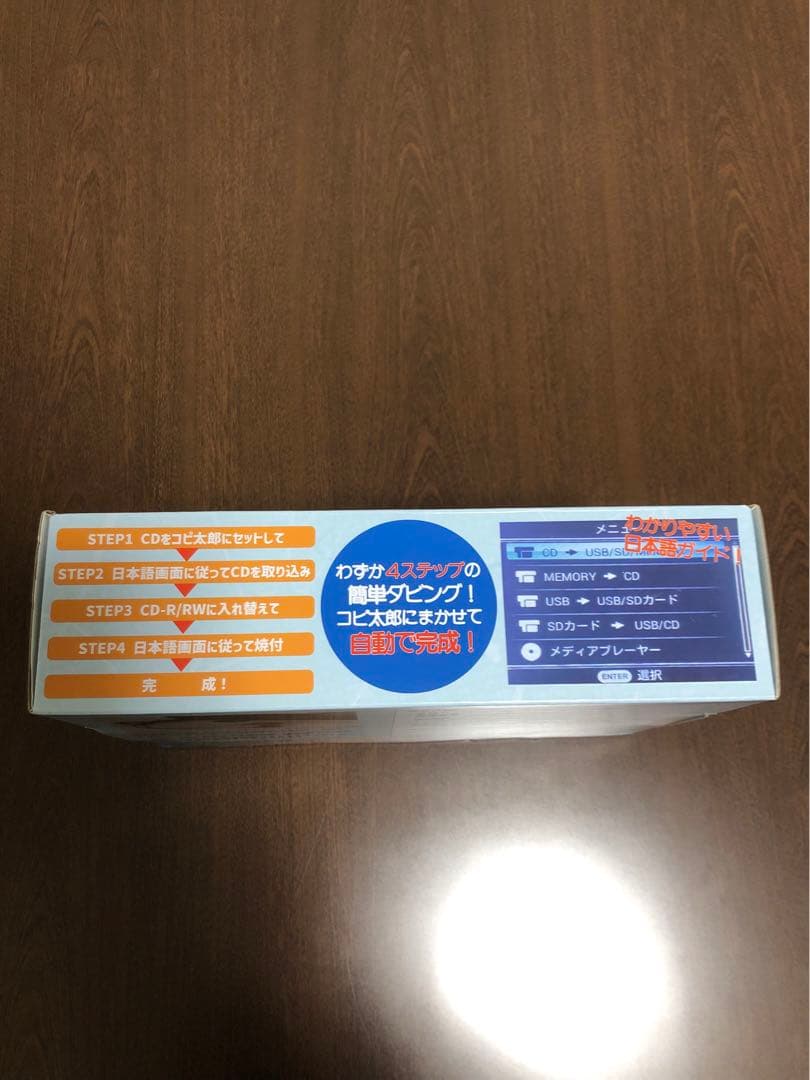 STEP1 CDをコピ太郎にセットして
STEP2 日本語画面に従ってCDを取り込み
STEP3 CD-R/RWに入れ替えて
STEP4 日本語画面に従って焼付
完 成！
わずか4ステップの
簡単ダビング！
コピ太郎にまかせて
自動で完成！
わかりやすい
日本語ガイド！
メニュ
CD → USB/SD/
MEMORY → CD
USB → USB/SDカード
SDカード → USB/CD
メディアプレーヤー
ENTER 選択